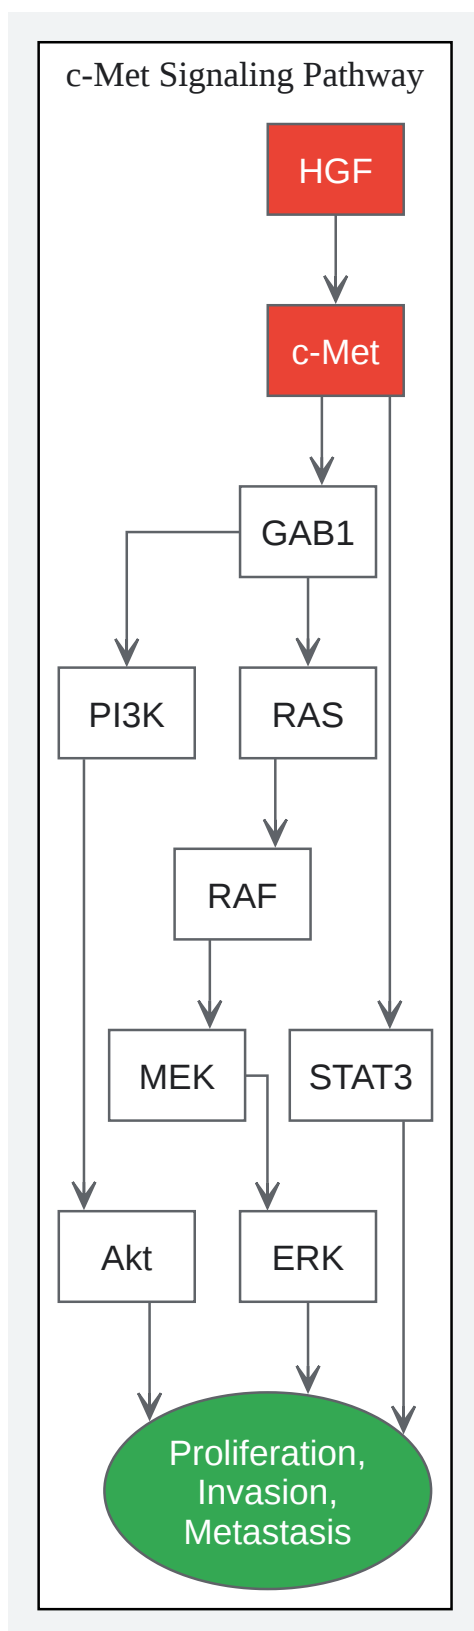 c-Met Signaling Pathway
HGF
c-Met
GAB1
PI3K
RAS
RAF
MEK
STAT3
Akt
ERK
Proliferation,
Invasion,
Metastasis